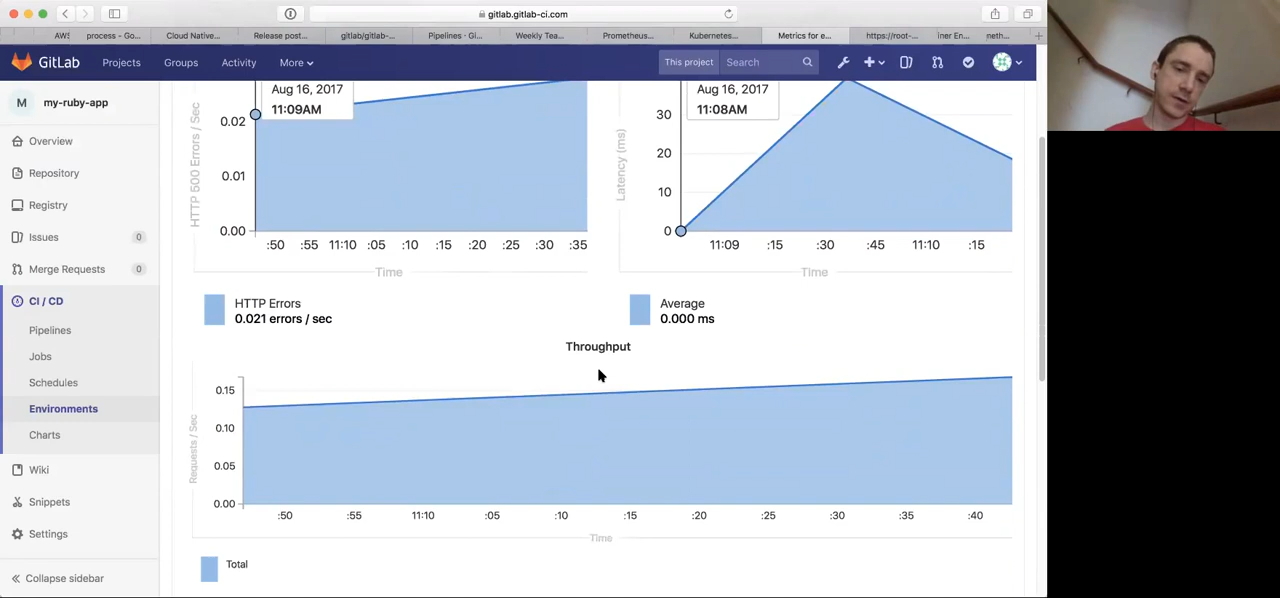 gitlab.gitlab-ci.com
AWS
process - Go...
Cloud Native...
Release post...
gitlab/gitlab-...
Pipelines - Gi...
Weekly Tea...
Prometheus...
Kubernetes...
Metrics for e...
https://root-...
iner En...
meth...
GitLab
Projects
Groups
Activity
More
This project
Search
M
my-ruby-app
Overview
Repository
Registry
Issues
0
Merge Requests
0
CI / CD
Pipelines
Jobs
Schedules
Environments
Charts
Wiki
Snippets
Settings
Collapse sidebar
Aug 16, 2017
11:09AM
HTTP 500 Errors / Sec
0.02
0.01
0.00
:50 :55 11:10 :05 :10 :15 :20 :25 :30 :35
Time
HTTP Errors
0.021 errors / sec
Aug 16, 2017
11:08AM
Latency (ms)
30
20
10
0
11:09 :15 :30 :45 11:10 :15
Time
Average
0.000 ms
Throughput
Requests / Sec
0.15
0.10
0.05
0.00
:50 :55 11:10 :05 :10 :15 :20 :25 :30 :35 :40
Time
Total